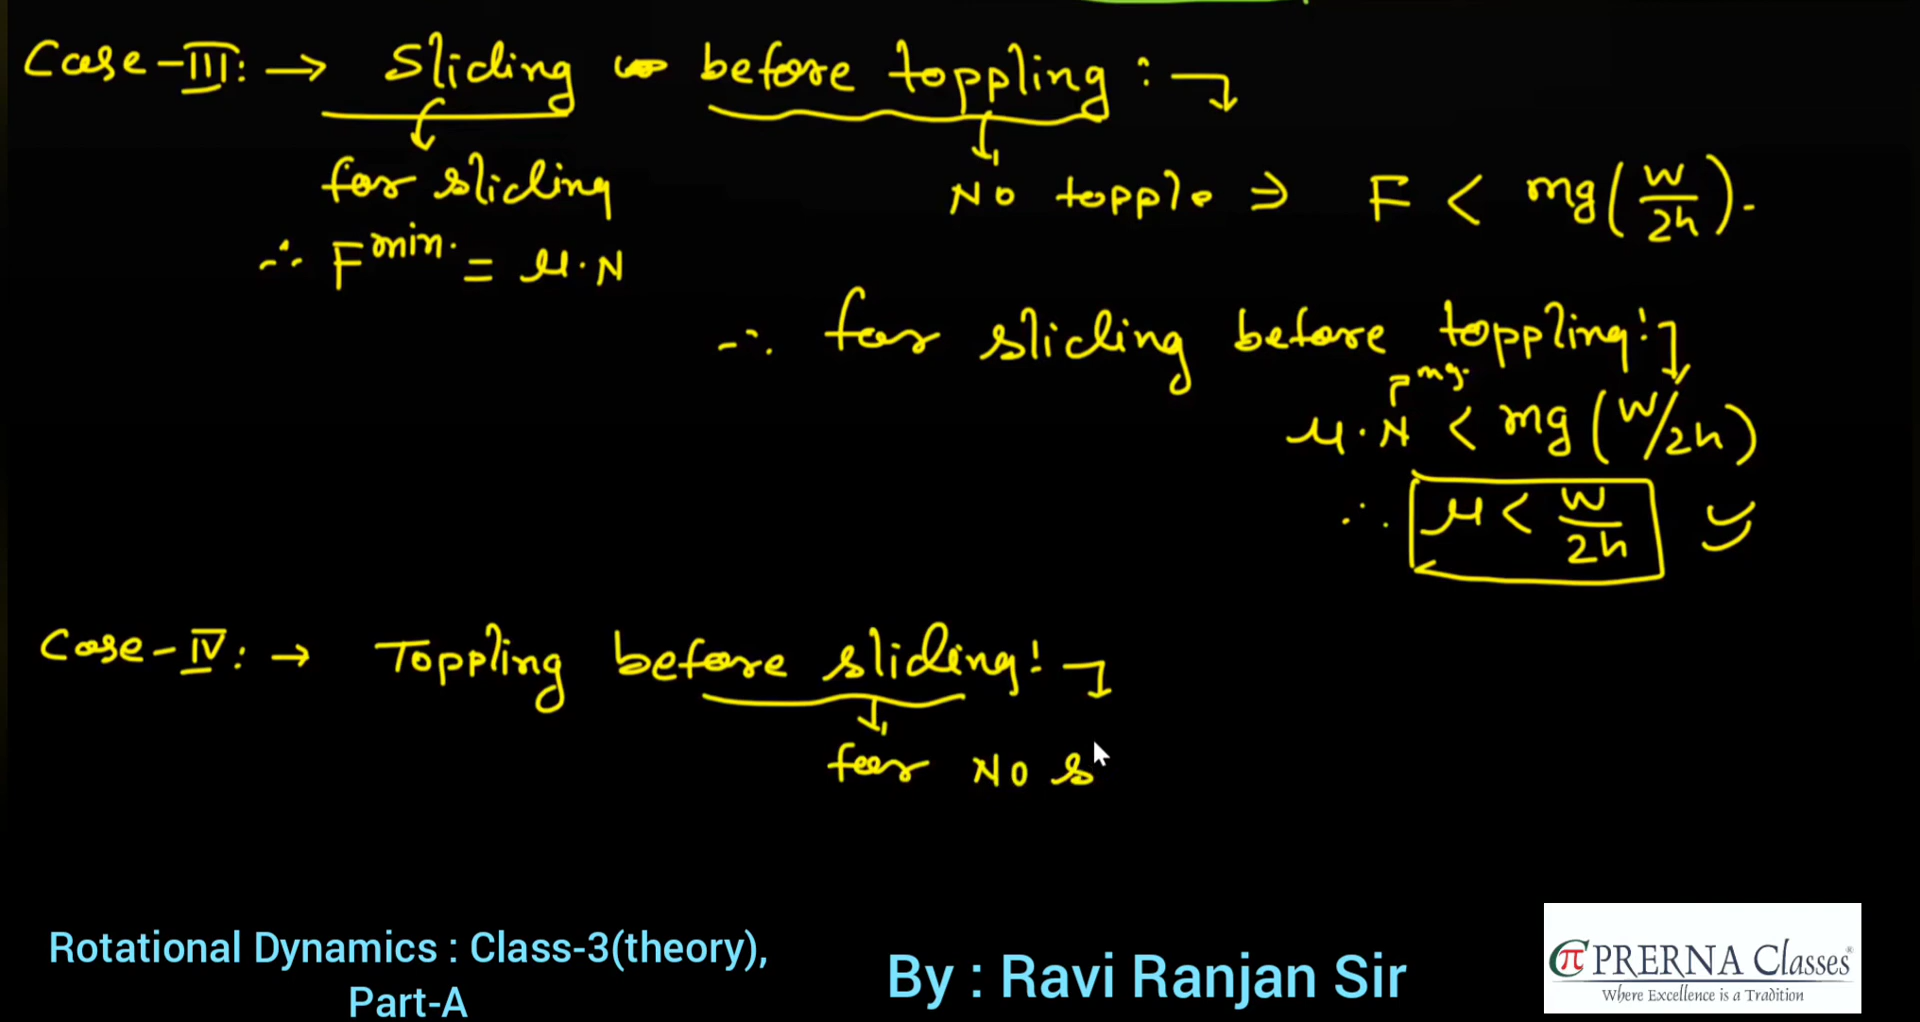 Case-III: → Sliding before toppling :
for sliding
No topple ⇒ F < mg(w/2h).
∴ F^min. = μ.N
∴ for sliding before toppling!
mg.
μ.N < mg(w/2h)
∴ μ < w/2h
Case-IV: → Toppling before sliding!
for No s
Rotational Dynamics : Class-3(theory),
Part-A
By : Ravi Ranjan Sir
π PRERNA Classes®
Where Excellence is a Tradition